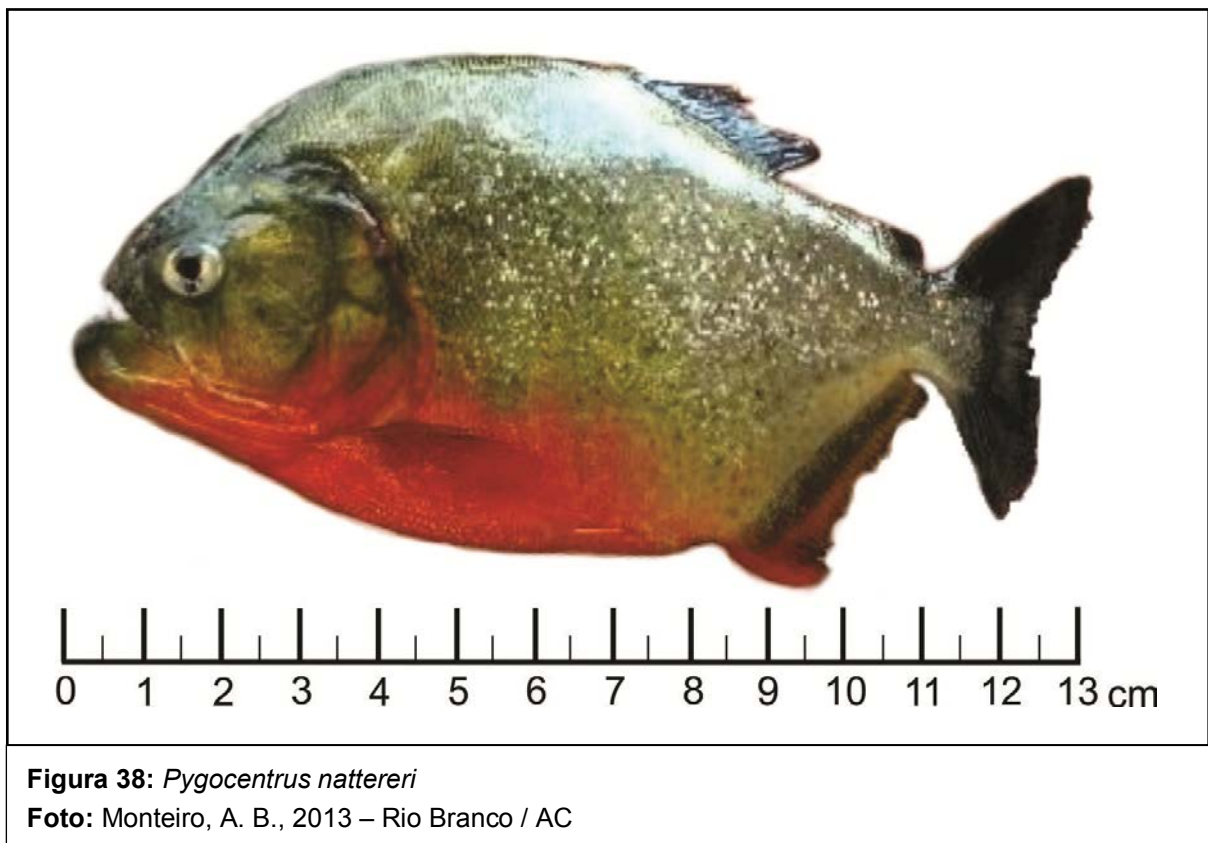 0 1 2 3 4 5 6 7 8 9 10 11 12 13 cm
Figura 38: Pygocentrus nattereri
Foto: Monteiro, A. B., 2013 – Rio Branco / AC